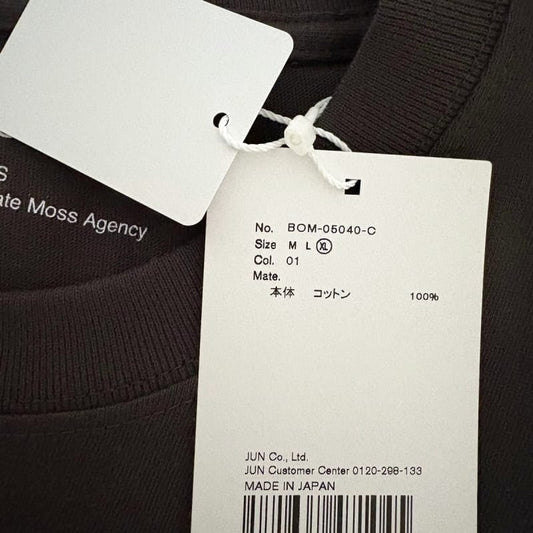 S
ate Moss Agency
No. BOM-05040-C
Size M L XL
Col. 01
Mate.
本体 コットン 100%
JUN Co., Ltd.
JUN Customer Center 0120-298-133
MADE IN JAPAN